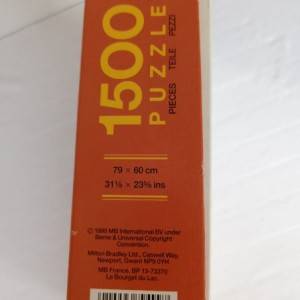 1500
PUZZLE
PIECES TEILE PEZZI
79 x 60 cm
31⅛ x 23⅝ ins
© 1990 MB International BV under
Berne & Universal Copyright
Convention.
Milton Bradley Ltd., Caswell Way,
Newport, Gwent NP9 0YH.
MB France, BP 13-73370
Le Bourget du Lac.